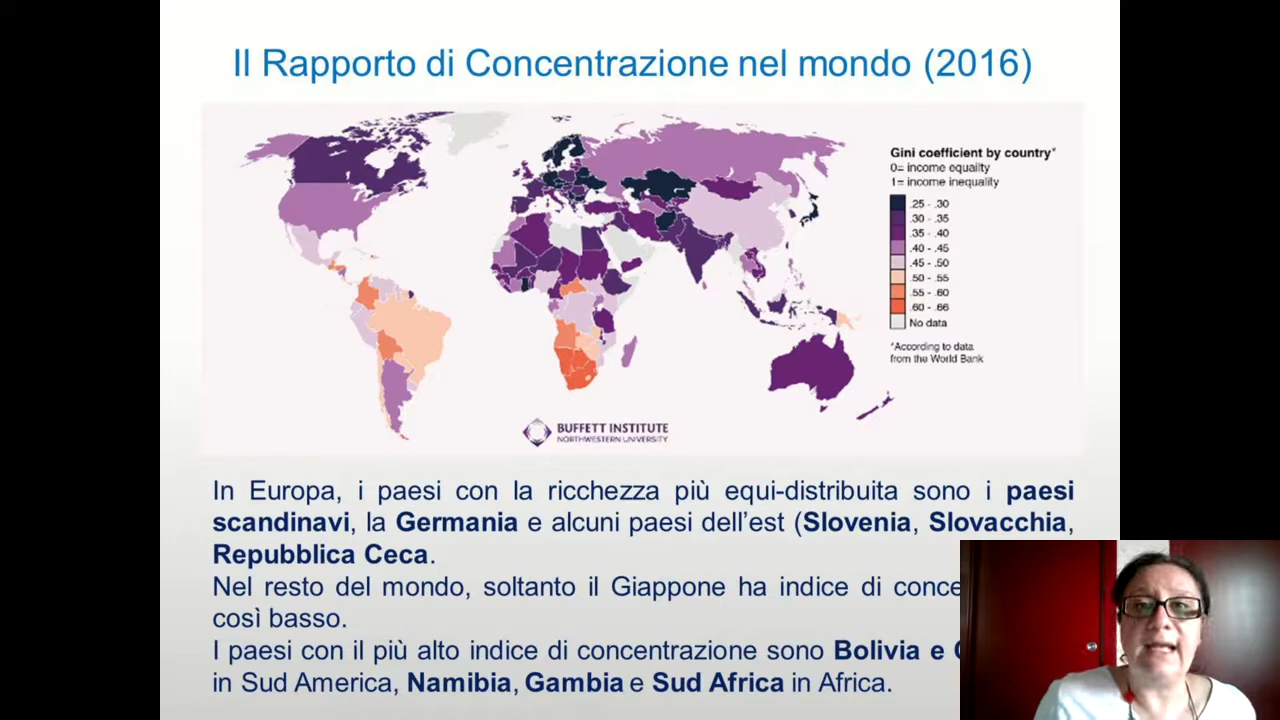 Il Rapporto di Concentrazione nel mondo (2016)
Gini coefficient by country*
0= income equality
1= income inequality
.25 - .30
.30 - .35
.35 - .40
.40 - .45
.45 - .50
.50 - .55
.55 - .60
.60 - .66
No data
*According to data
from the World Bank
BUFFETT INSTITUTE
NORTHWESTERN UNIVERSITY
In Europa, i paesi con la ricchezza più equi-distribuita sono i paesi
scandinavi, la Germania e alcuni paesi dell’est (Slovenia, Slovacchia,
Repubblica Ceca.
Nel resto del mondo, soltanto il Giappone ha indice di
così basso.
I paesi con il più alto indice di concentrazione sono Bolivia e
in Sud America, Namibia, Gambia e Sud Africa in Africa.